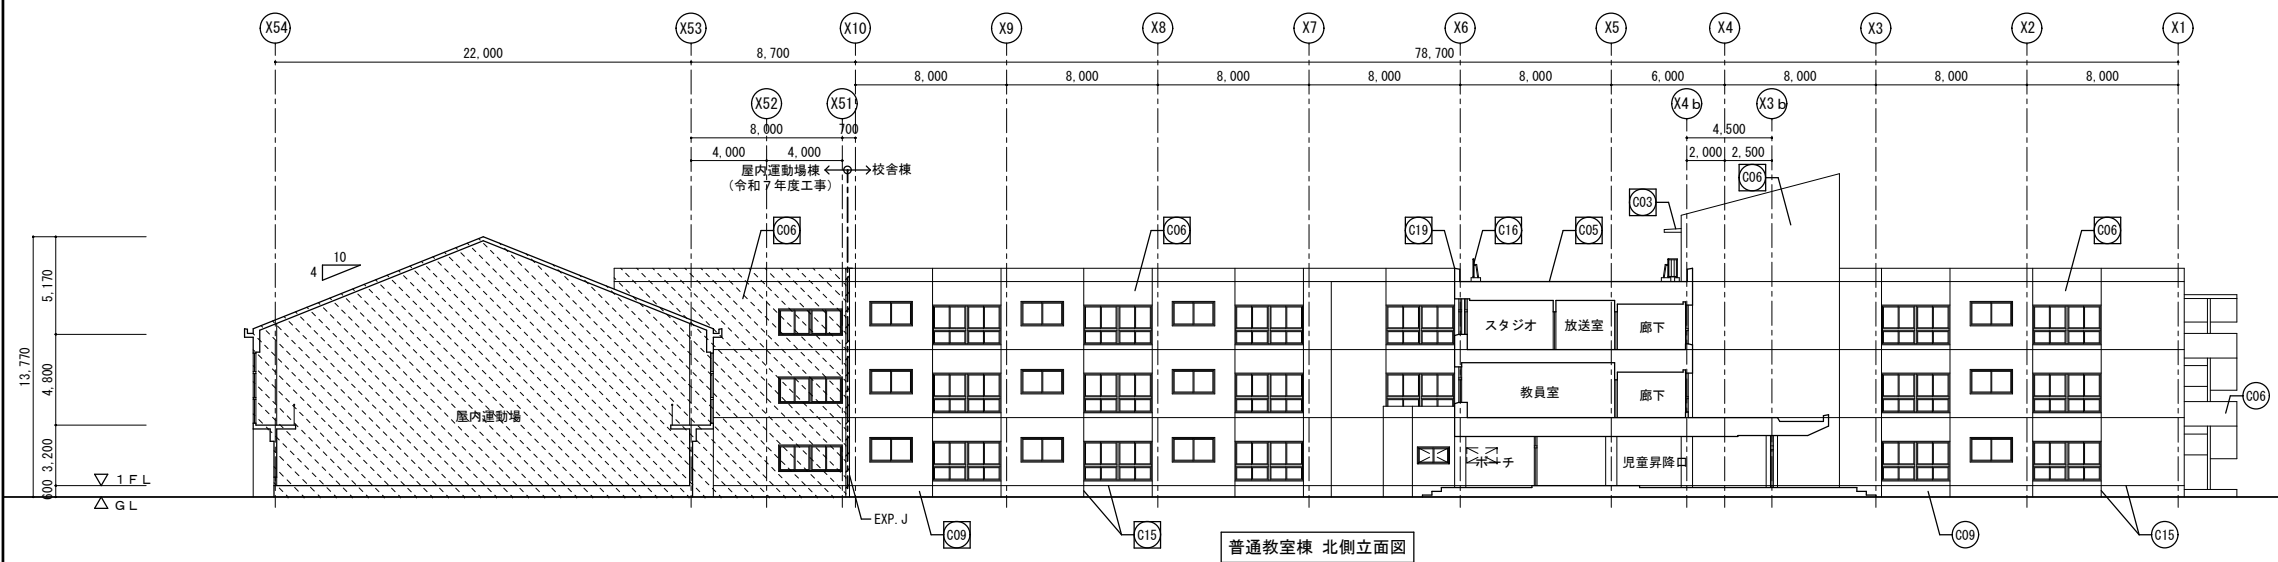 X54 X53 X10 X9 X8 X7 X6 X5 X4 X3 X2 X1
22,000 8,700 78,700
8,000 8,000 8,000 8,000 8,000 6,000 8,000 8,000 8,000
X52 X51 X4b X3b
8,000 700 4,500
4,000 4,000 2,000 2,500
屋内運動場棟 校舎棟
(令和7年度工事)
C06
C03
C06 C06 C19 C16 C05 C06
10
4
5,170
13,770
4,800
3,200
600
スタジオ 放送室 廊下
教員室 廊下
C06
屋内運動場
ポーチ 児童昇降口
▽ 1FL
△ GL
EXP.J
C09 C15 C09 C15
普通教室棟 北側立面図